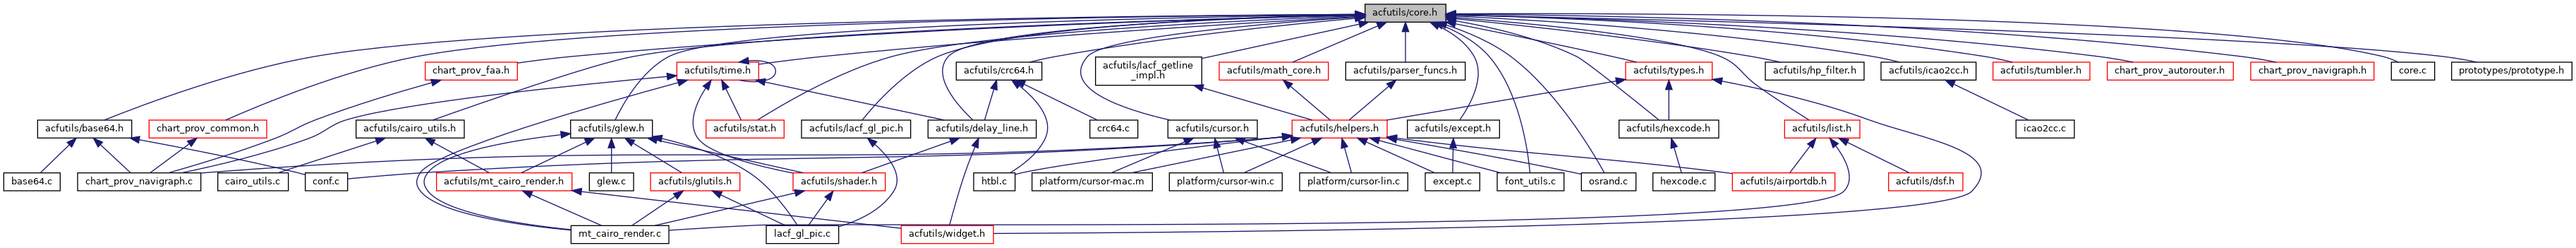 acfutils/core.h
chart_prov_faa.h
acfutils/time.h
acfutils/crc64.h
acfutils/lacf_getline
_impl.h
acfutils/math_core.h
acfutils/parser_funcs.h
acfutils/types.h
acfutils/hp_filter.h
acfutils/icao2cc.h
acfutils/tumbler.h
chart_prov_autorouter.h
chart_prov_navigraph.h
core.c
prototypes/prototype.h
acfutils/base64.h
chart_prov_common.h
acfutils/cairo_utils.h
acfutils/glew.h
acfutils/stat.h
acfutils/lacf_gl_pic.h
acfutils/delay_line.h
crc64.c
acfutils/cursor.h
acfutils/helpers.h
acfutils/except.h
acfutils/hexcode.h
acfutils/list.h
icao2cc.c
base64.c
chart_prov_navigraph.c
cairo_utils.c
conf.c
acfutils/mt_cairo_render.h
glew.c
acfutils/glutils.h
acfutils/shader.h
htbl.c
platform/cursor-mac.m
platform/cursor-win.c
platform/cursor-lin.c
except.c
font_utils.c
osrand.c
hexcode.c
acfutils/airportdb.h
acfutils/dsf.h
mt_cairo_render.c
lacf_gl_pic.c
acfutils/widget.h